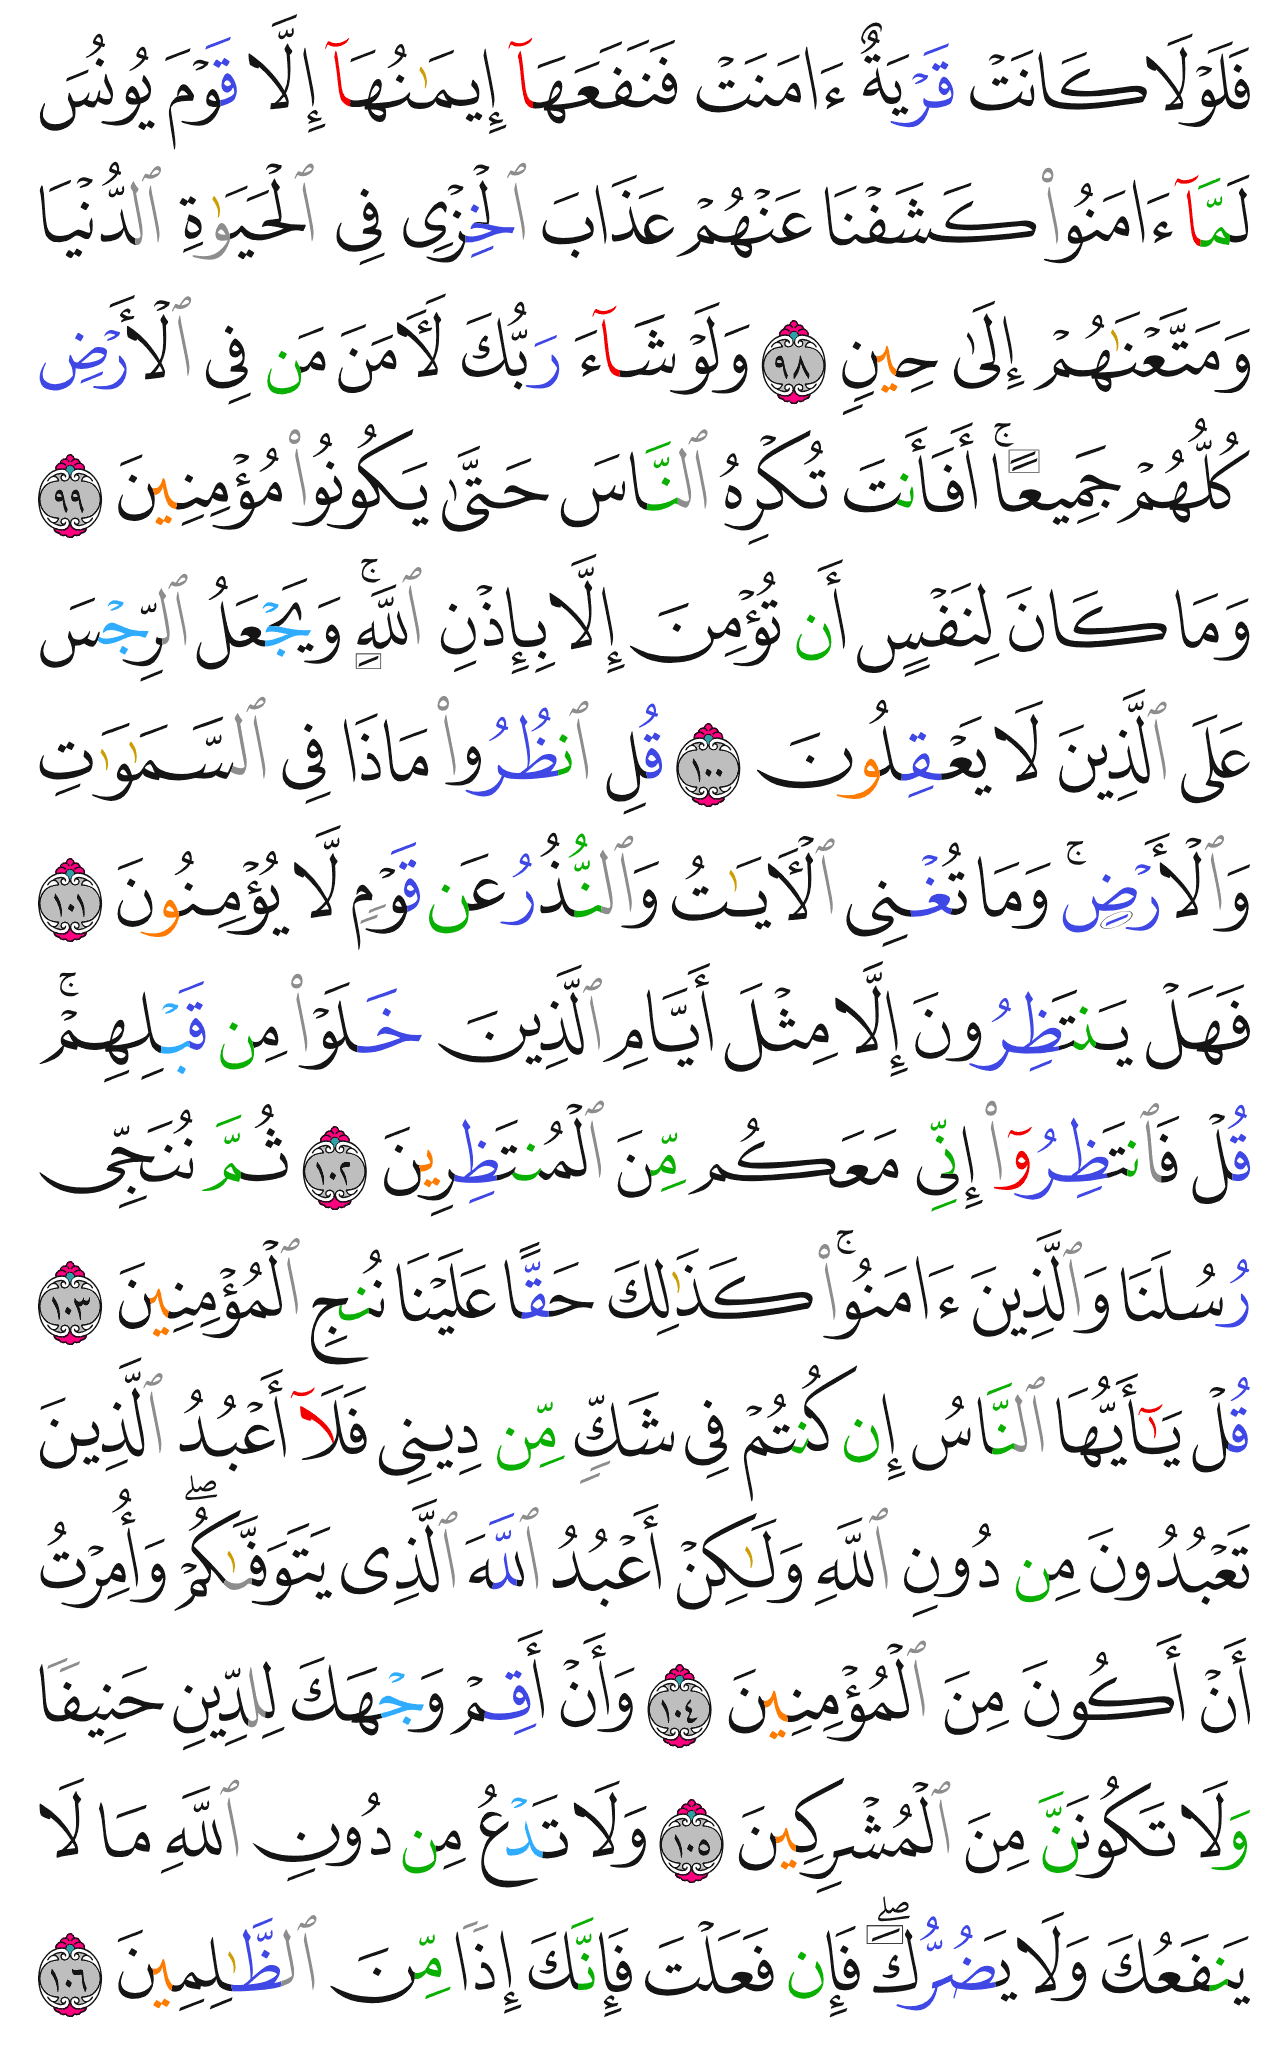 فَلَوْلَا كَانَتْ قَرْيَةٌ ءَامَنَتْ فَنَفَعَهَآ إِيمَـٰنُهَآ إِلَّا قَوْمَ يُونُسَ
لَمَّآ ءَامَنُوا۟ كَشَفْنَا عَنْهُمْ عَذَابَ ٱلْخِزْىِ فِى ٱلْحَيَوٰةِ ٱلدُّنْيَا
وَمَتَّعْنَـٰهُمْ إِلَىٰ حِينٍ ٩٨ وَلَوْ شَآءَ رَبُّكَ لَـَٔامَنَ مَن فِى ٱلْأَرْضِ
كُلُّهُمْ جَمِيعًا ۚ أَفَأَنتَ تُكْرِهُ ٱلنَّاسَ حَتَّىٰ يَكُونُوا۟ مُؤْمِنِينَ ٩٩
وَمَا كَانَ لِنَفْسٍ أَن تُؤْمِنَ إِلَّا بِإِذْنِ ٱللَّهِ ۚ وَيَجْعَلُ ٱلرِّجْسَ
عَلَى ٱلَّذِينَ لَا يَعْقِلُونَ ١٠٠ قُلِ ٱنظُرُوا۟ مَاذَا فِى ٱلسَّمَـٰوَٰتِ
وَٱلْأَرْضِ ۚ وَمَا تُغْنِى ٱلْـَٔايَـٰتُ وَٱلنُّذُرُ عَن قَوْمٍ لَّا يُؤْمِنُونَ ١٠١
فَهَلْ يَنتَظِرُونَ إِلَّا مِثْلَ أَيَّامِ ٱلَّذِينَ خَلَوْا۟ مِن قَبْلِهِمْ ۚ
قُلْ فَٱنتَظِرُوٓا۟ إِنِّى مَعَكُم مِّنَ ٱلْمُنتَظِرِينَ ١٠٢ ثُمَّ نُنَجِّى
رُسُلَنَا وَٱلَّذِينَ ءَامَنُوا۟ ۚ كَذَٰلِكَ حَقًّا عَلَيْنَا نُنجِ ٱلْمُؤْمِنِينَ ١٠٣
قُلْ يَـٰٓأَيُّهَا ٱلنَّاسُ إِن كُنتُمْ فِى شَكٍّ مِّن دِينِى فَلَآ أَعْبُدُ ٱلَّذِينَ
تَعْبُدُونَ مِن دُونِ ٱللَّهِ وَلَـٰكِنْ أَعْبُدُ ٱللَّهَ ٱلَّذِى يَتَوَفَّىٰكُمْ ۖ وَأُمِرْتُ
أَنْ أَكُونَ مِنَ ٱلْمُؤْمِنِينَ ١٠٤ وَأَنْ أَقِمْ وَجْهَكَ لِلدِّينِ حَنِيفًا
وَلَا تَكُونَنَّ مِنَ ٱلْمُشْرِكِينَ ١٠٥ وَلَا تَدْعُ مِن دُونِ ٱللَّهِ مَا لَا
يَنفَعُكَ وَلَا يَضُرُّكَ ۖ فَإِن فَعَلْتَ فَإِنَّكَ إِذًا مِّنَ ٱلظَّـٰلِمِينَ ١٠٦